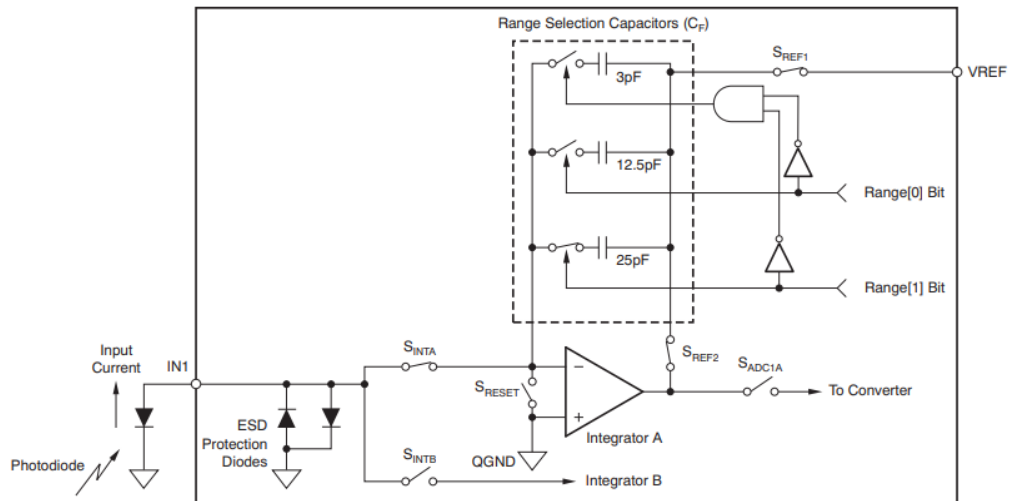 Range Selection Capacitors (CF)
SREF1
VREF
3pF
12.5pF
Range[0] Bit
25pF
Range[1] Bit
Input
Current
IN1
SINTA
SREF2
SRESET
SADC1A
To Converter
ESD
Protection
Diodes
Integrator A
Photodiode
SINTB
QGND
Integrator B